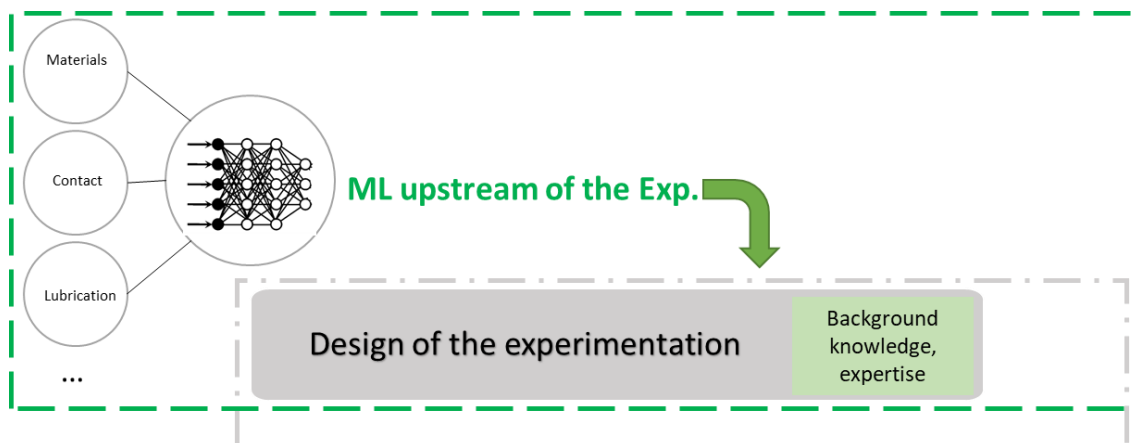 Materials
Contact
Lubrication
...
ML upstream of the Exp.
Design of the experimentation
Background
knowledge,
expertise